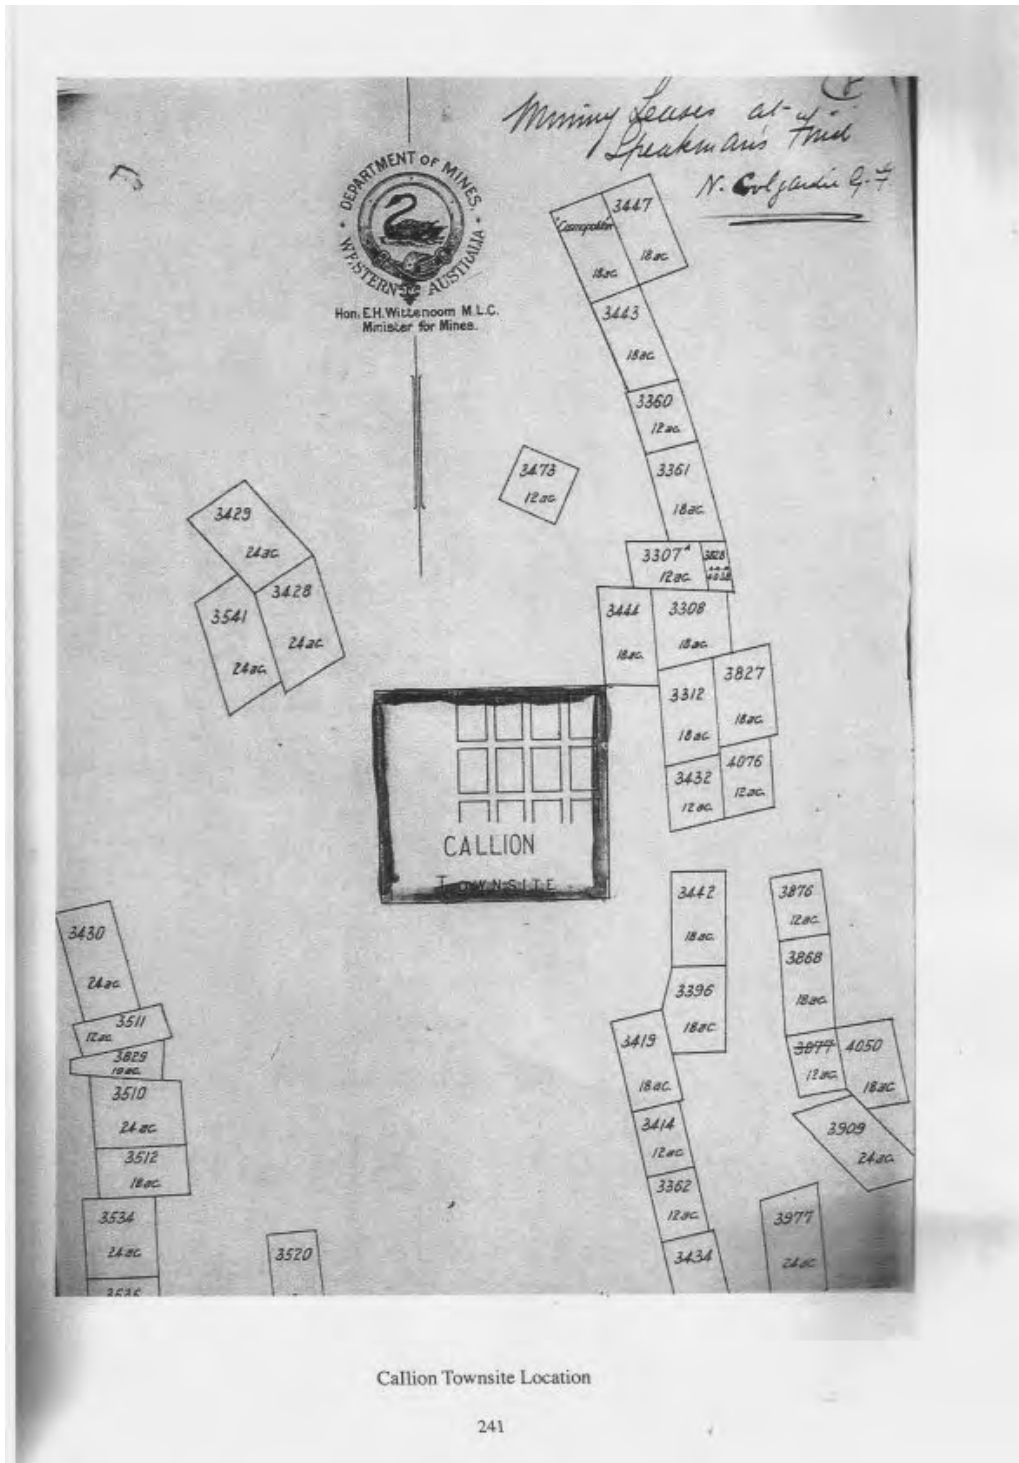 Mining Leases at
Speakman's Find
N. Coolgardie G.F.
DEPARTMENT OF MINES,
WESTERN AUSTRALIA
Hon. E.H. Wittenoom M.L.C.
Minister for Mines.
"Cosmopolitan"
18ac.
3447
18ac.
3443
18ac.
3360
12ac.
3361
18ac.
3473
12ac.
3429
24ac.
3428
24ac.
3541
24ac.
3307
12ac.
3828
3444
18ac.
3308
18ac.
3312
18ac.
3827
18ac.
3432
12ac.
4076
12ac.
CALLION
TOWNSITE
3442
18ac.
3396
18ac.
3419
18ac.
3414
12ac.
3362
12ac.
3434
3876
12ac.
3868
18ac.
3877
12ac.
4050
18ac.
3909
24ac.
3977
24ac.
3430
24ac.
3511
12ac.
3829
10ac.
3510
24ac.
3512
18ac.
3534
24ac.
3520
Callion Townsite Location
241